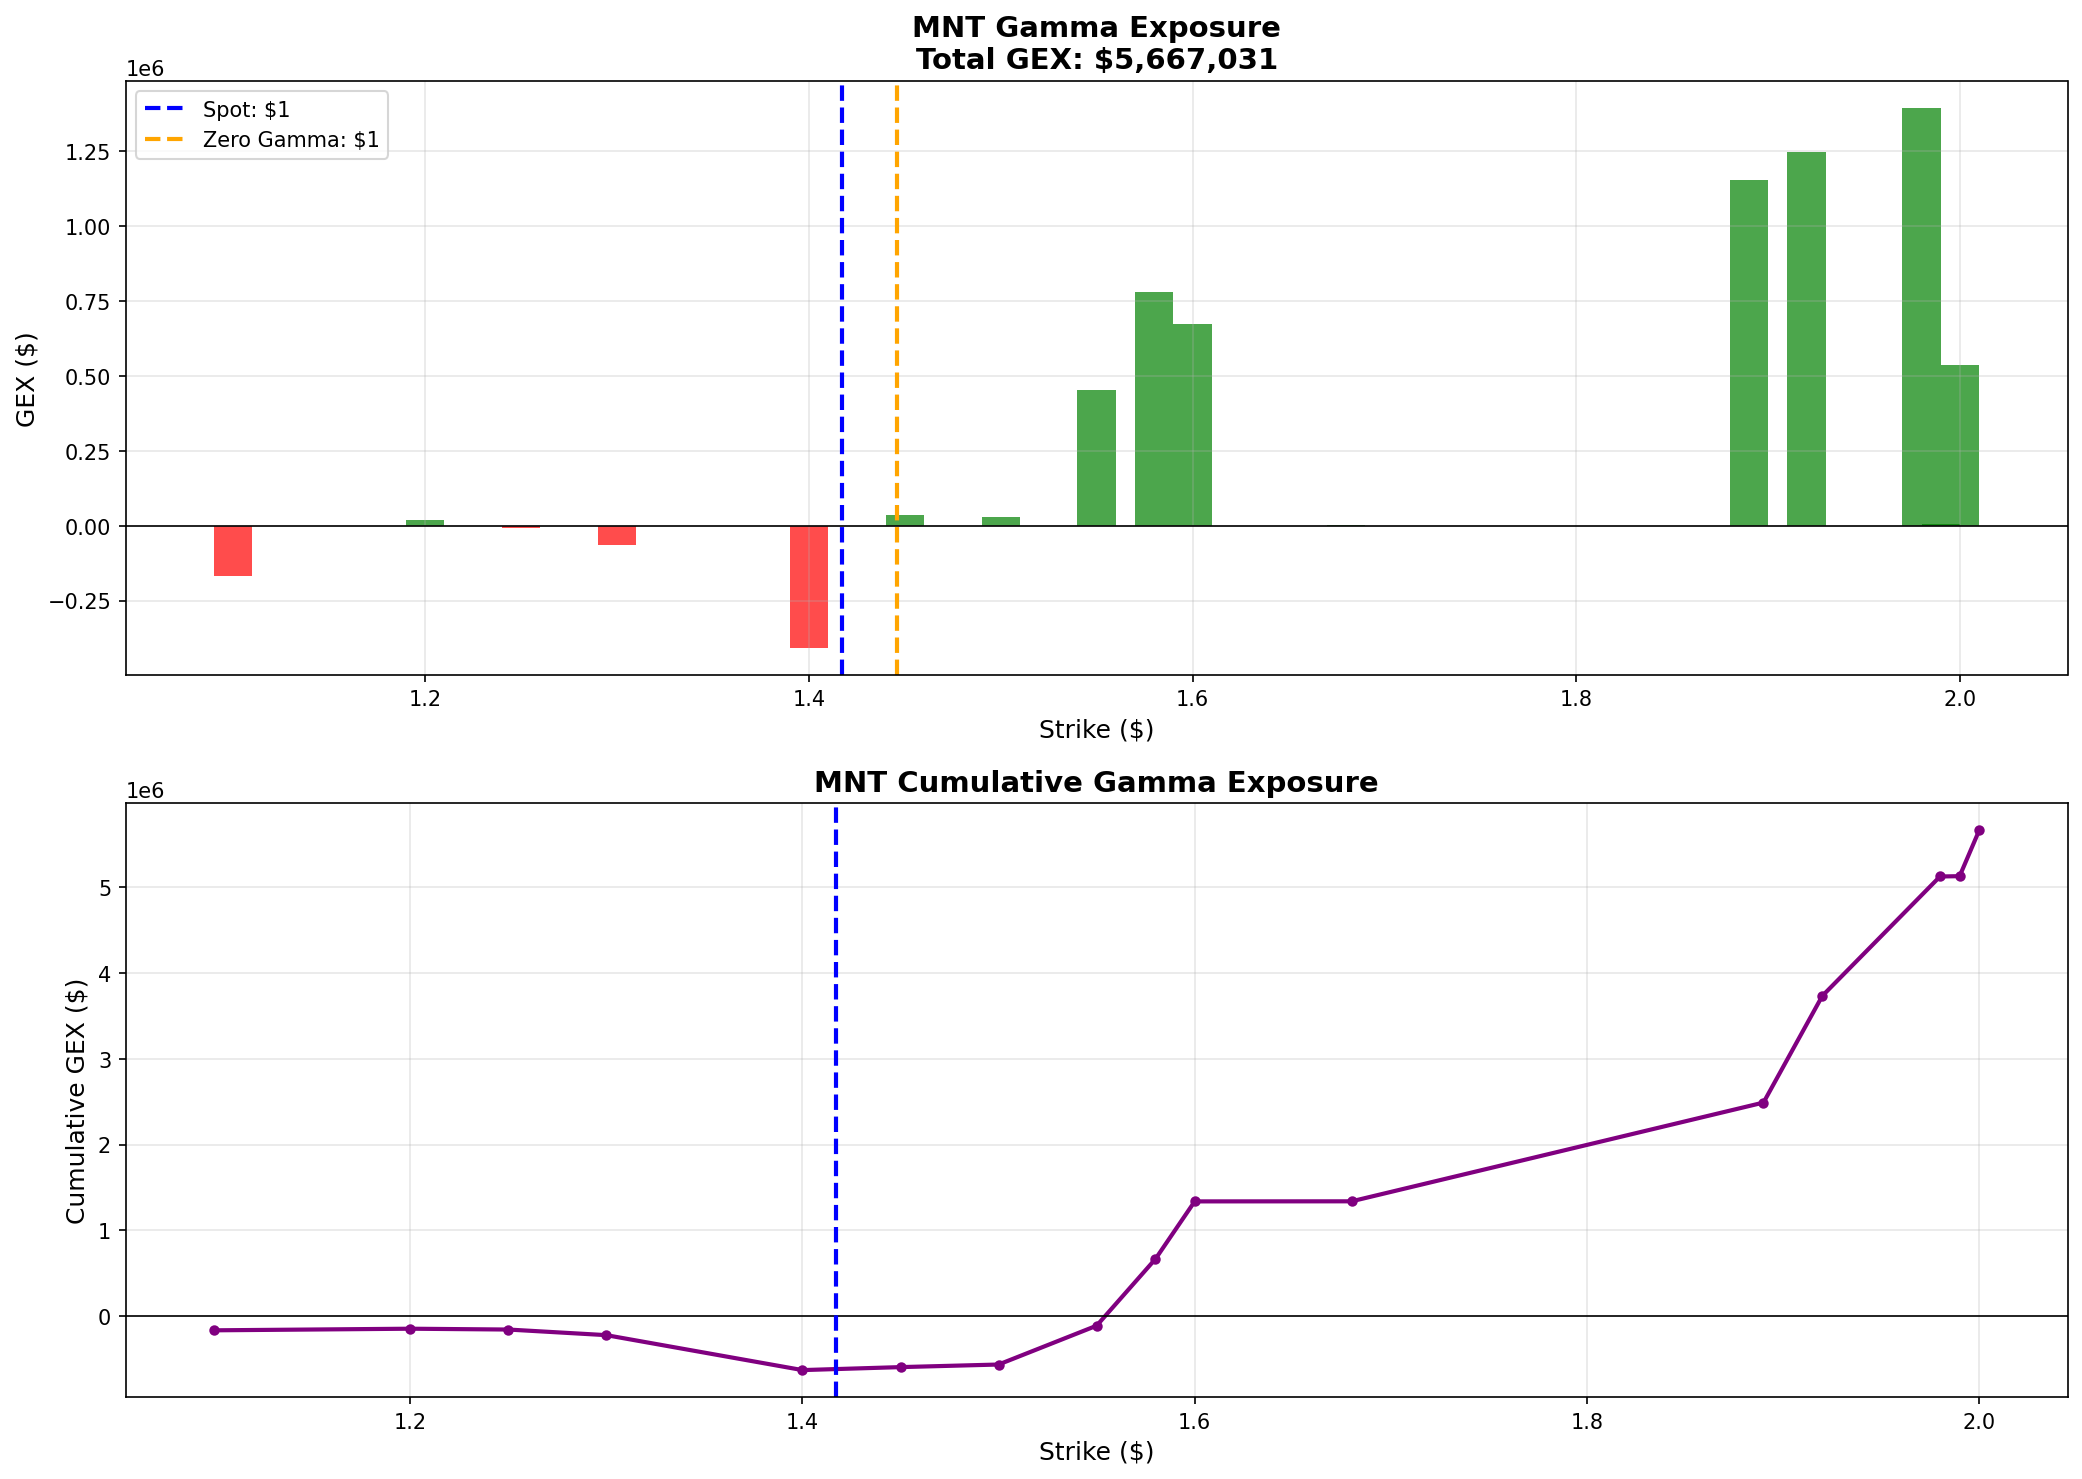 MNT Gamma Exposure
Total GEX: $5,667,031
1e6
Spot: $1
Zero Gamma: $1
1.25
1.00
0.75
0.50
0.25
0.00
−0.25
GEX ($)
1.2 1.4 1.6 1.8 2.0
Strike ($)
MNT Cumulative Gamma Exposure
1e6
5
4
3
2
1
0
Cumulative GEX ($)
1.2 1.4 1.6 1.8 2.0
Strike ($)